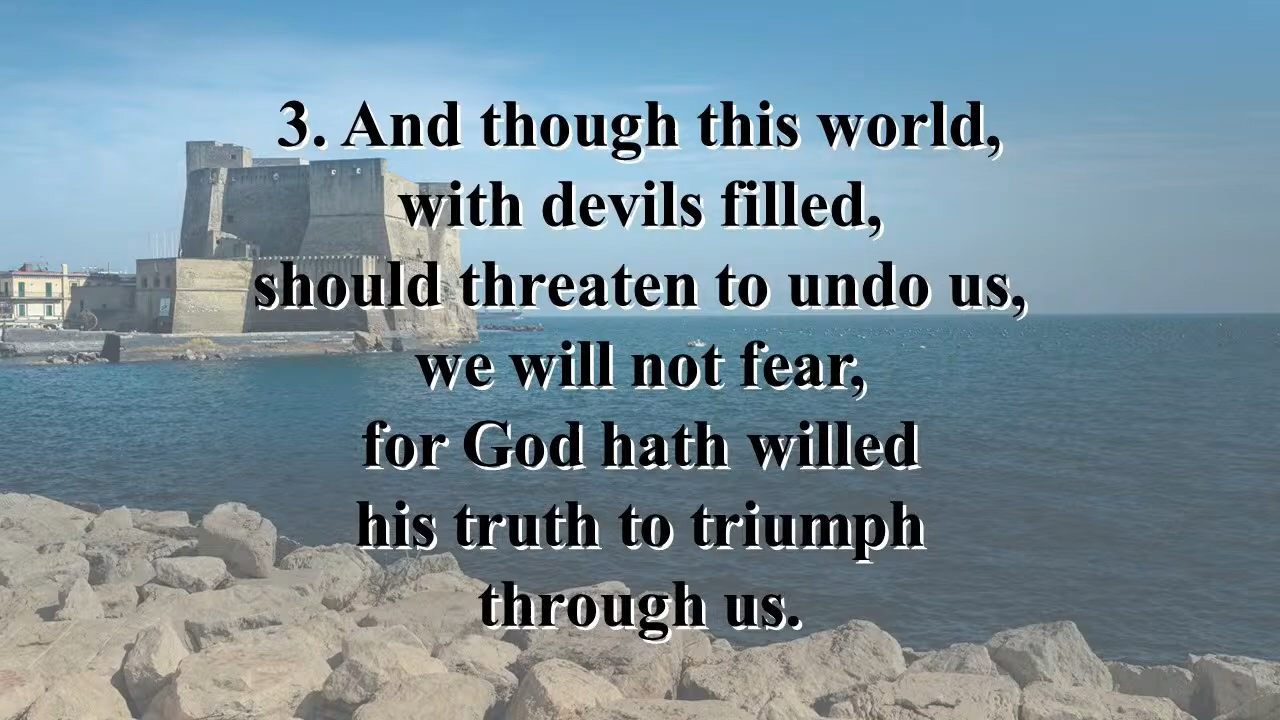 3. And though this world,
with devils filled,
should threaten to undo us,
we will not fear,
for God hath willed
his truth to triumph
through us.